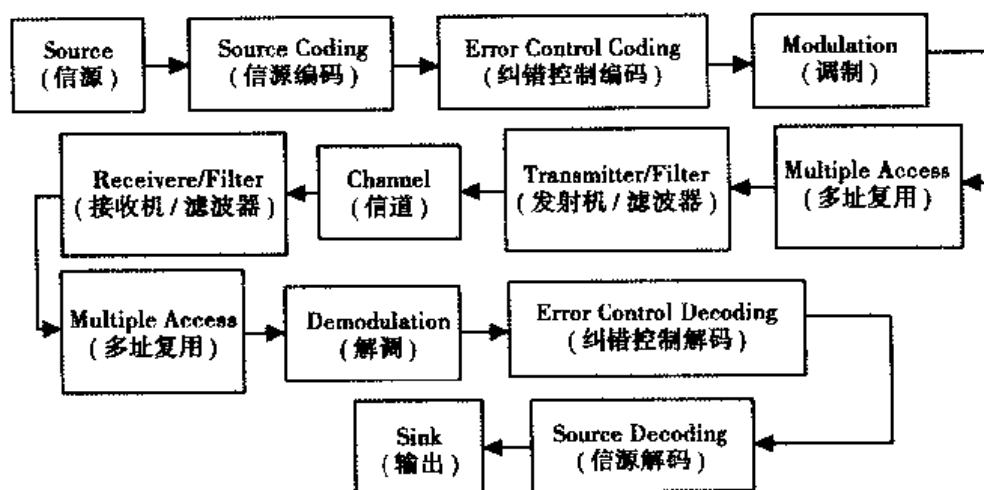 Source
(信源)
Source Coding
(信源编码)
Error Control Coding
(纠错控制编码)
Modulation
(调制)
Multiple Access
(多址复用)
Transmitter/Filter
(发射机/滤波器)
Channel
(信道)
Receivere/Filter
(接收机/滤波器)
Multiple Access
(多址复用)
Demodulation
(解调)
Error Control Decoding
(纠错控制解码)
Source Decoding
(信源解码)
Sink
(输出)